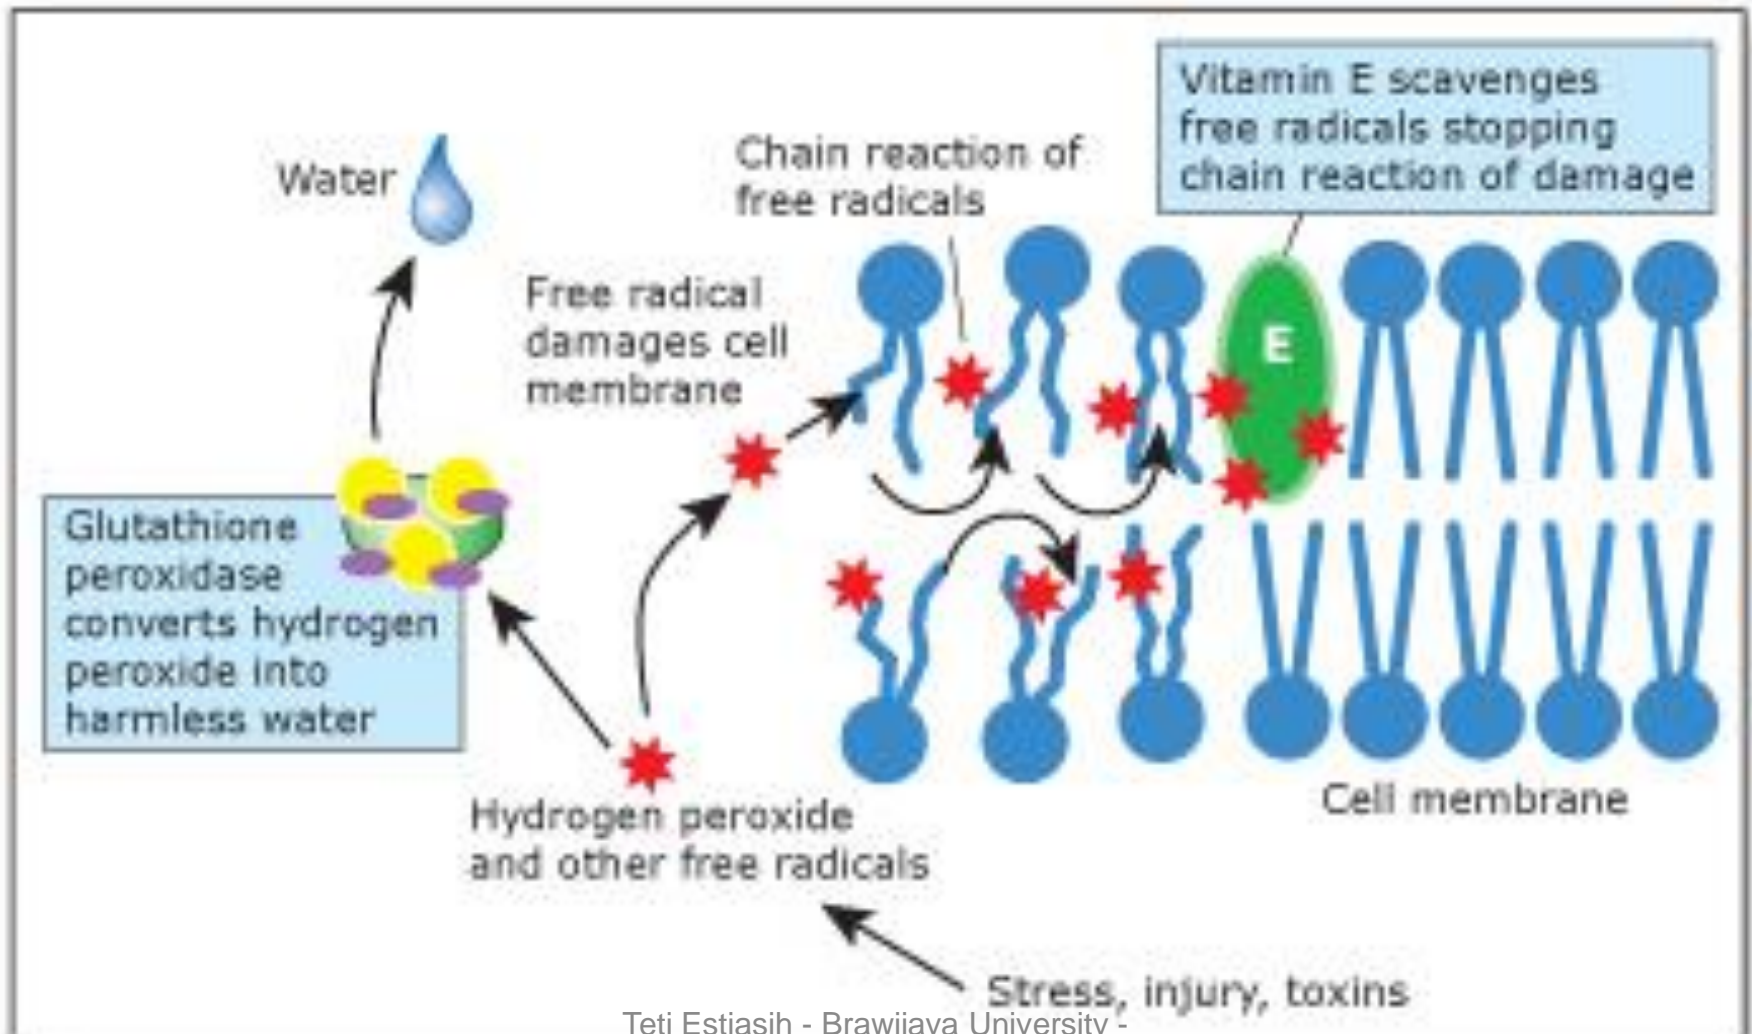 Vitamin E scavenges
free radicals stopping
chain reaction of damage
Chain reaction of
free radicals
Water
Free radical
damages cell
membrane
E
Glutathione
peroxidase
converts hydrogen
peroxide into
harmless water
Hydrogen peroxide
and other free radicals
Cell membrane
Stress, injury, toxins
Teti Estiasih - Brawijaya University -